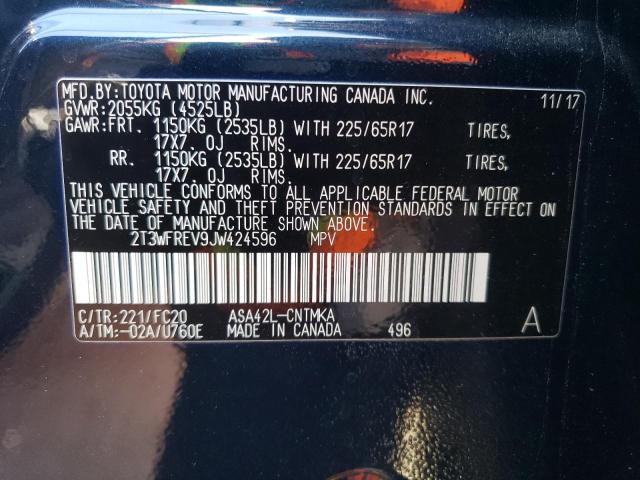 MFD.BY:TOYOTA MOTOR MANUFACTURING CANADA INC. 11/17
GVWR:2055KG (4525LB)
GAWR:FRT. 1150KG (2535LB) WITH 225/65R17 TIRES,
17X7.0J RIMS.
RR. 1150KG (2535LB) WITH 225/65R17 TIRES,
17X7.0J RIMS.
THIS VEHICLE CONFORMS TO ALL APPLICABLE FEDERAL MOTOR
VEHICLE SAFETY AND THEFT PREVENTION STANDARDS IN EFFECT ON
THE DATE OF MANUFACTURE SHOWN ABOVE.
2T3WFREV9JW424596 MPV
C/TR:221/FC20 ASA42L-CNTMKA
A/TM:-02A/U760E MADE IN CANADA 496 A